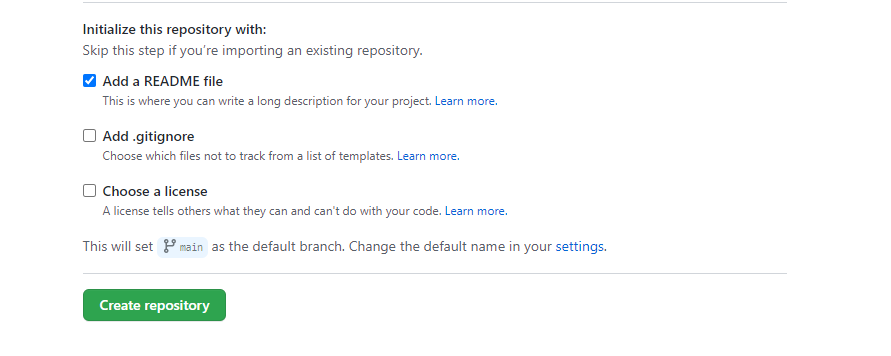 Initialize this repository with:
Skip this step if you're importing an existing repository.
Add a README file
This is where you can write a long description for your project. Learn more.
Add .gitignore
Choose which files not to track from a list of templates. Learn more.
Choose a license
A license tells others what they can and can't do with your code. Learn more.
This will set main as the default branch. Change the default name in your settings.
Create repository